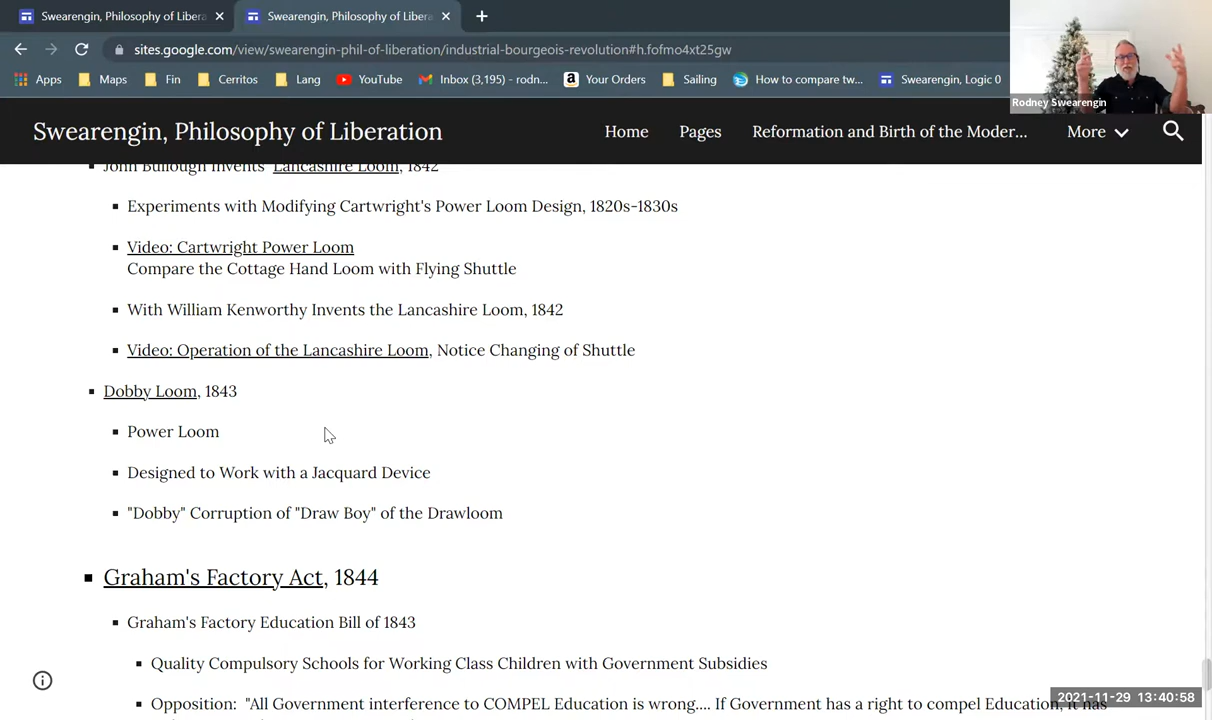 Swearengin, Philosophy of Libera
Swearengin, Philosophy of Libera
sites.google.com/view/swearengin-phil-of-liberation/industrial-bourgeois-revolution#h.fofmo4xt25gw
Apps Maps Fin Cerritos Lang YouTube Inbox (3,195) - rodn... Your Orders Sailing How to compare tw... Swearengin, Logic 0
Rodney Swearengin
Swearengin, Philosophy of Liberation
Home Pages Reformation and Birth of the Moder... More
John Bullough Invents Lancashire Loom, 1842
Experiments with Modifying Cartwright's Power Loom Design, 1820s-1830s
Video: Cartwright Power Loom
Compare the Cottage Hand Loom with Flying Shuttle
With William Kenworthy Invents the Lancashire Loom, 1842
Video: Operation of the Lancashire Loom, Notice Changing of Shuttle
Dobby Loom, 1843
Power Loom
Designed to Work with a Jacquard Device
"Dobby" Corruption of "Draw Boy" of the Drawloom
Graham's Factory Act, 1844
Graham's Factory Education Bill of 1843
Quality Compulsory Schools for Working Class Children with Government Subsidies
Opposition: "All Government interference to COMPEL Education is wrong.... If Government has a right to compel Education, it has
2021-11-29 13:40:58